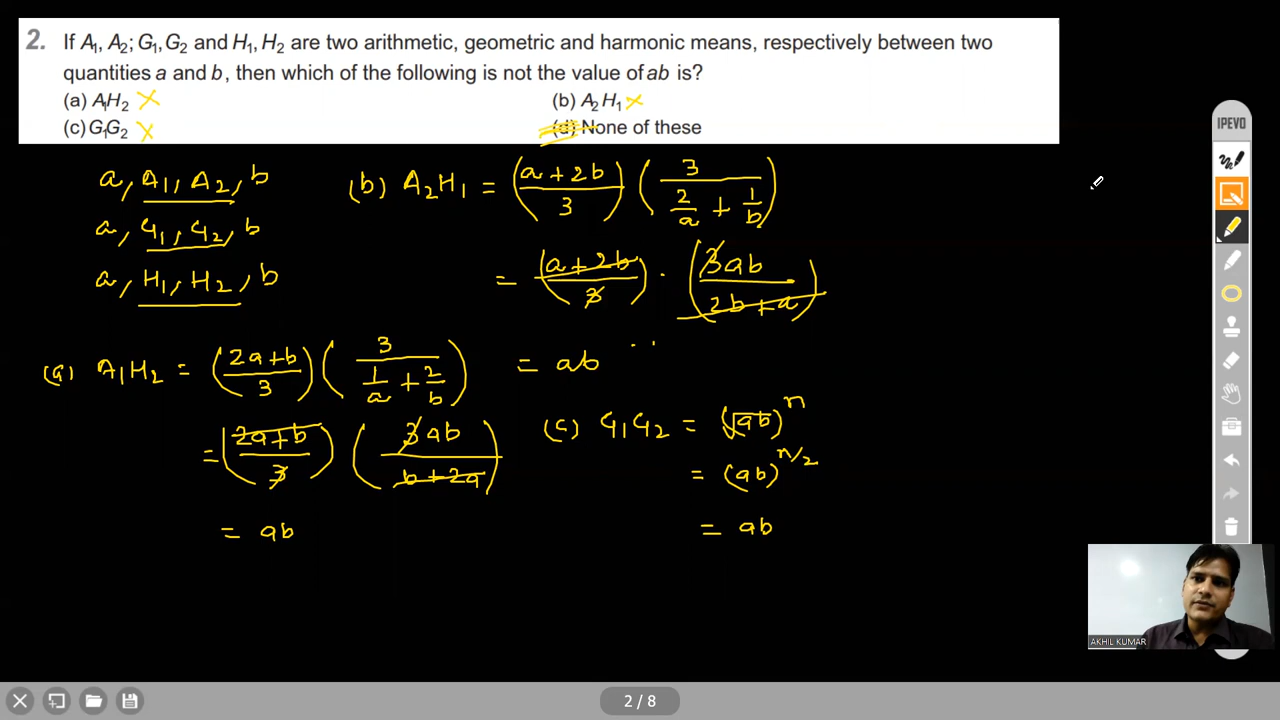 2. If A₁, A₂; G₁, G₂ and H₁, H₂ are two arithmetic, geometric and harmonic means, respectively between two
quantities a and b, then which of the following is not the value of ab is?
(a) A₁H₂ ×
(b) A₂ H₁ ×
(c) G₁G₂ ×
(d) None of these
a, A₁, A₂, b
a, G₁, G₂, b
a, H₁, H₂, b
(a) A₁H₂ = ((2a+b)/3) (3/(1/a + 2/b))
= ((2a+b)/3) (3ab/(b+2a))
= ab
(b) A₂H₁ = ((a+2b)/3) (3/(2/a + 1/b))
= ((a+2b)/3) · (3ab/(2b+a))
= ab
(c) G₁G₂ = (√ab)ⁿ
= (ab)^(n/2)
= ab
IPEVO
AKHIL KUMAR
2 / 8